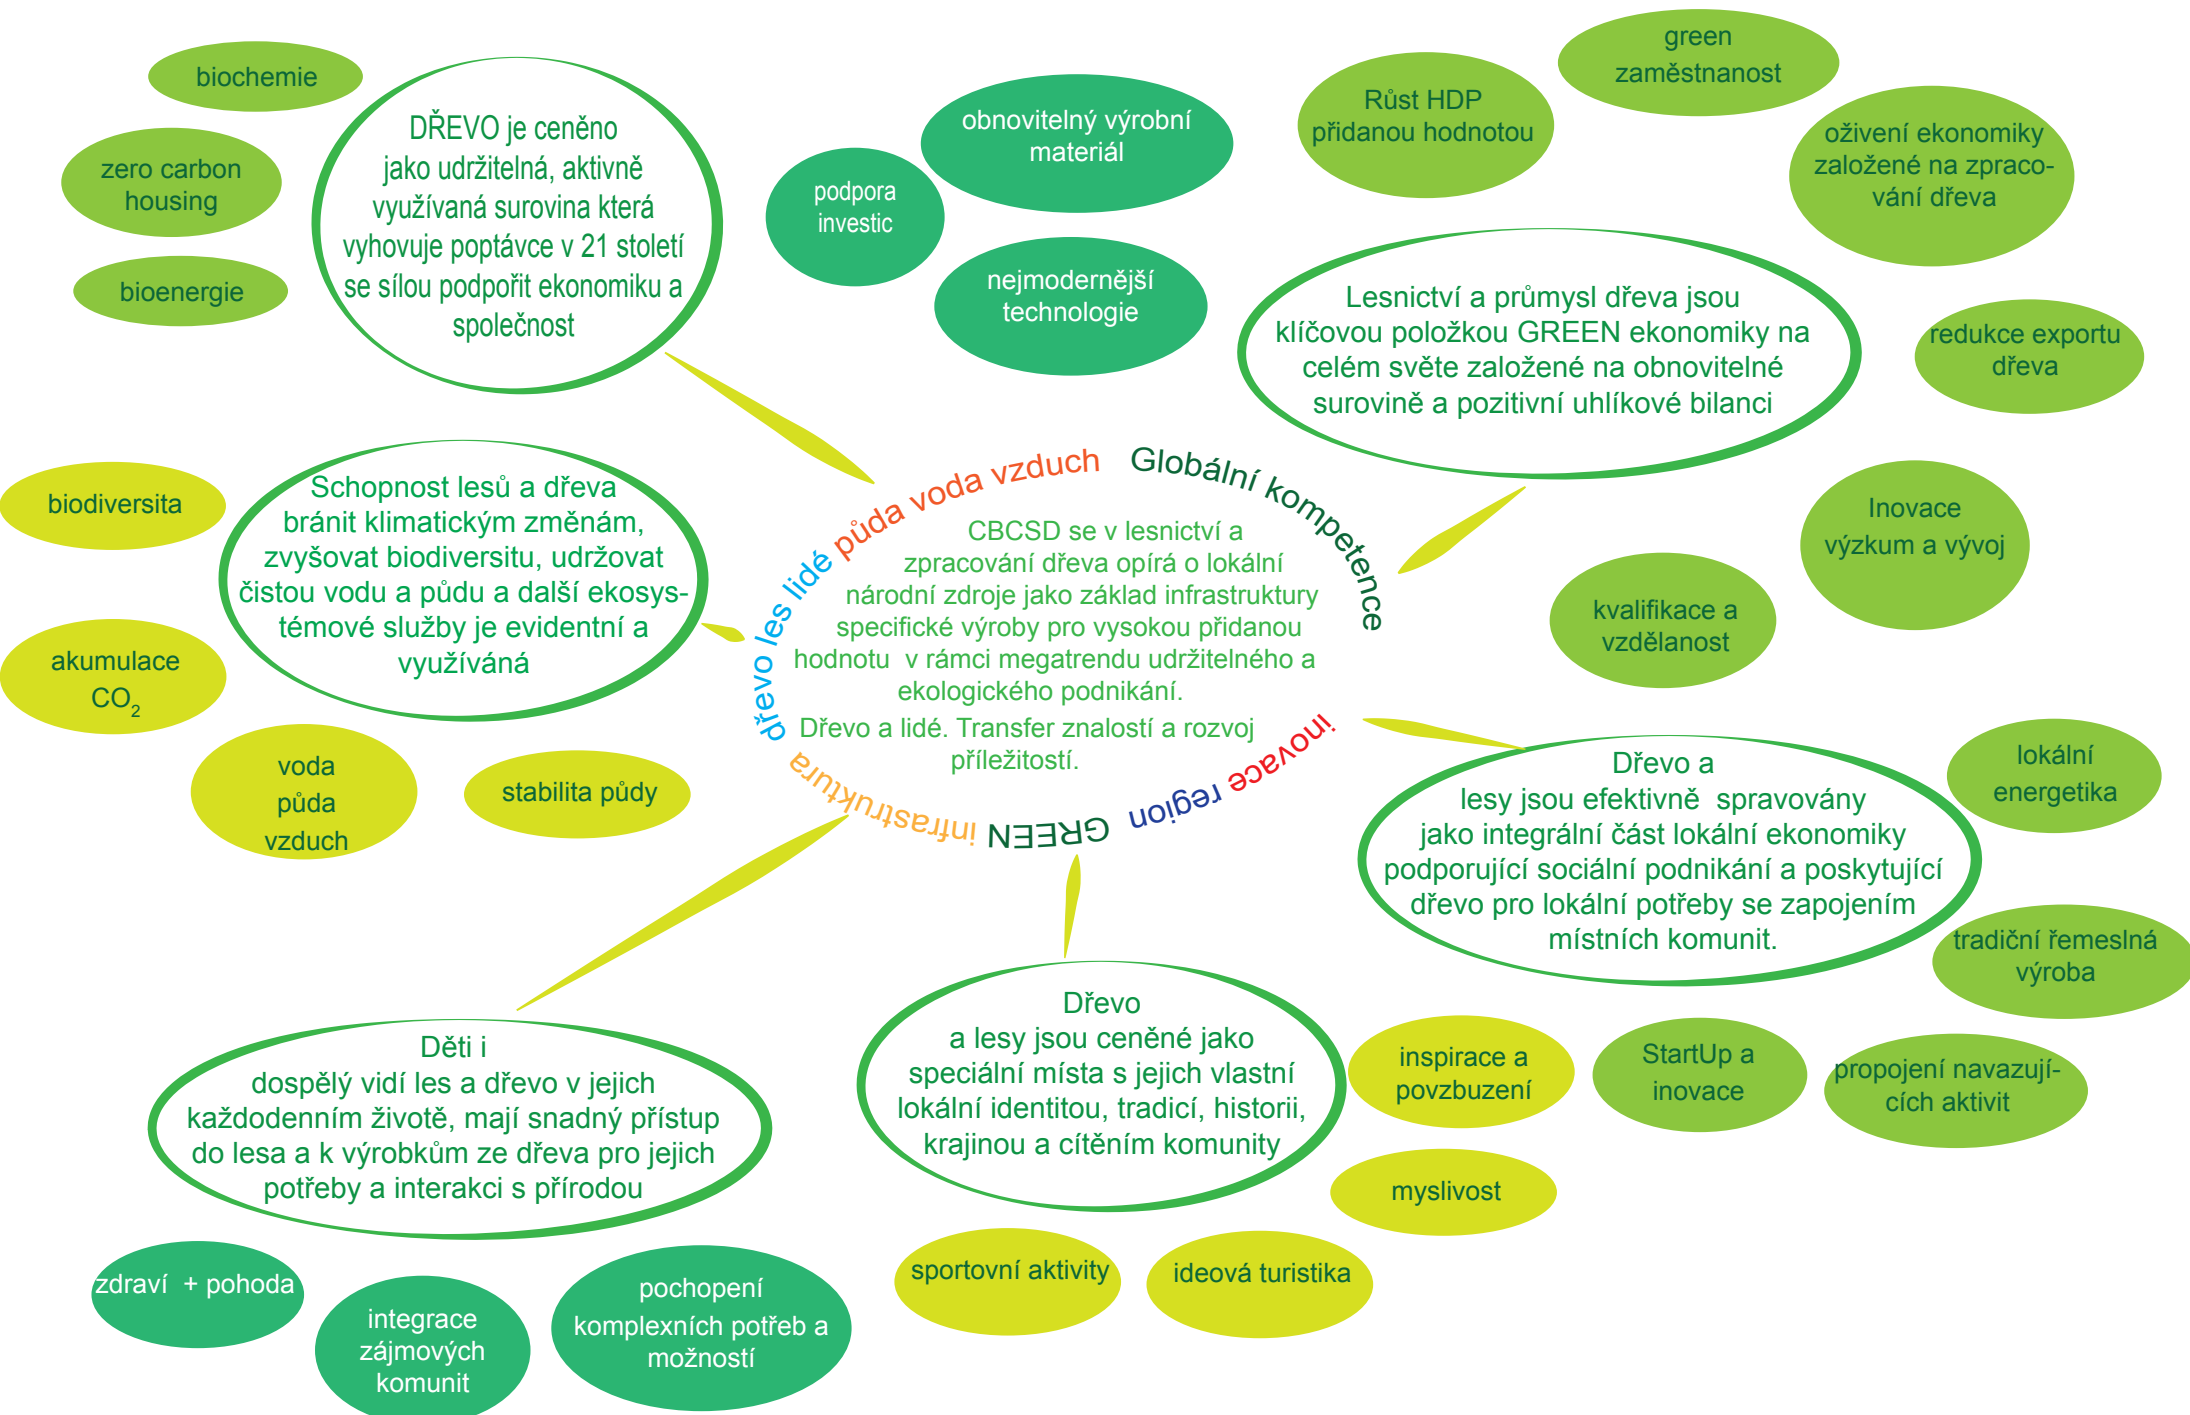 biochemie
zero carbon
housing
bioenergie
DŘEVO je ceněno
jako udržitelná, aktivně
využívaná surovina která
vyhovuje poptávce v 21 století
se sílou podpořit ekonomiku a
společnost
podpora
investic
obnovitelný výrobní
materiál
nejmodernější
technologie
Růst HDP
přidanou hodnotou
green
zaměstnanost
oživení ekonomiky
založené na zpraco-
vání dřeva
redukce exportu
dřeva
Inovace
výzkum a vývoj
kvalifikace a
vzdělanost
Lesnictví a průmysl dřeva jsou
klíčovou položkou GREEN ekonomiky na
celém světe založené na obnovitelné
surovině a pozitivní uhlíkové bilanci
biodiversita
akumulace
CO2
voda
půda
vzduch
stabilita půdy
Schopnost lesů a dřeva
bránit klimatickým změnám,
zvyšovat biodiversitu, udržovat
čistou vodu a půdu a další ekosys-
témové služby je evidentní a
využíváná
dřevo les lidé půda voda vzduch Globální kompetence
CBCSD se v lesnictví a
zpracování dřeva opírá o lokální
národní zdroje jako základ infrastruktury
specifické výroby pro vysokou přidanou
hodnotu v rámci megatrendu udržitelného a
ekologického podnikání.
Dřevo a lidé. Transfer znalostí a rozvoj
příležitostí.
inovace region GREEN infrastruktura
Dřevo a
lesy jsou efektivně spravovány
jako integrální část lokální ekonomiky
podporující sociální podnikání a poskytující
dřevo pro lokální potřeby se zapojením
místních komunit.
lokální
energetika
tradiční řemeslná
výroba
propojení navazují-
cích aktivit
StartUp a
inovace
Dřevo
a lesy jsou ceněné jako
speciální místa s jejich vlastní
lokální identitou, tradicí, historii,
krajinou a cítěním komunity
inspirace a
povzbuzení
myslivost
ideová turistika
sportovní aktivity
Děti i
dospělý vidí les a dřevo v jejich
každodenním životě, mají snadný přístup
do lesa a k výrobkům ze dřeva pro jejich
potřeby a interakci s přírodou
zdraví + pohoda
integrace
zájmových
komunit
pochopení
komplexních potřeb a
možností